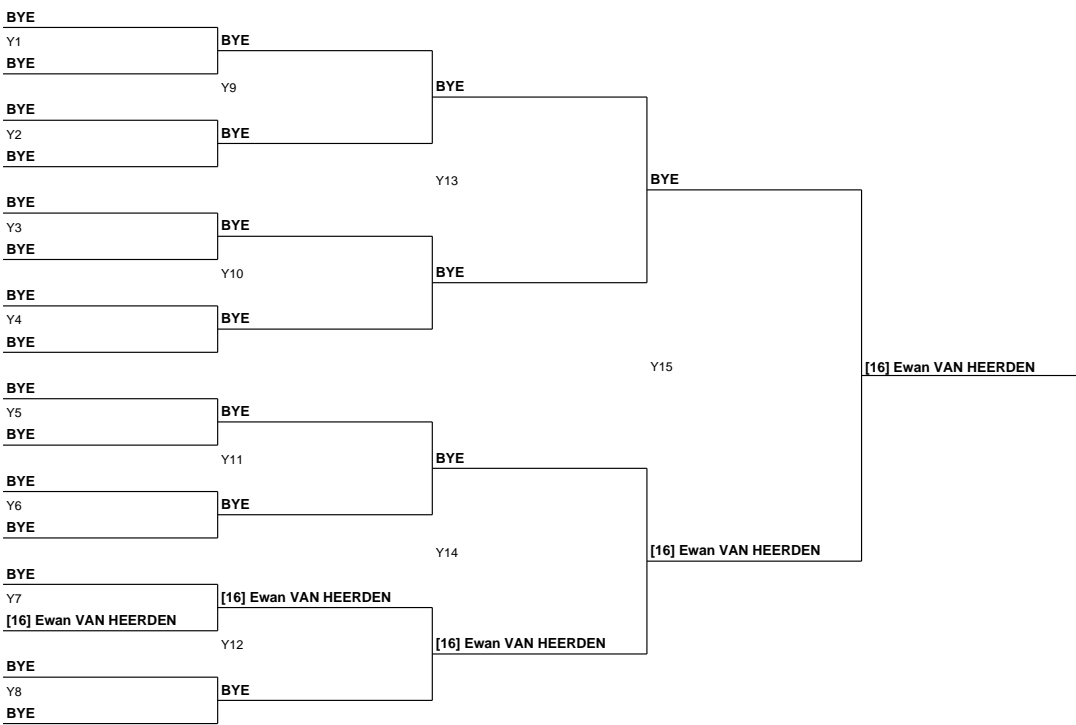 BYE
Y1
BYE
BYE
Y9
BYE
BYE
Y2
BYE
BYE
Y13
BYE
BYE
Y3
BYE
BYE
Y10
BYE
BYE
Y4
BYE
BYE
Y15
[16] Ewan VAN HEERDEN
BYE
Y5
BYE
BYE
Y11
BYE
BYE
Y6
BYE
BYE
Y14
[16] Ewan VAN HEERDEN
BYE
Y7
[16] Ewan VAN HEERDEN
[16] Ewan VAN HEERDEN
Y12
[16] Ewan VAN HEERDEN
BYE
Y8
BYE
BYE